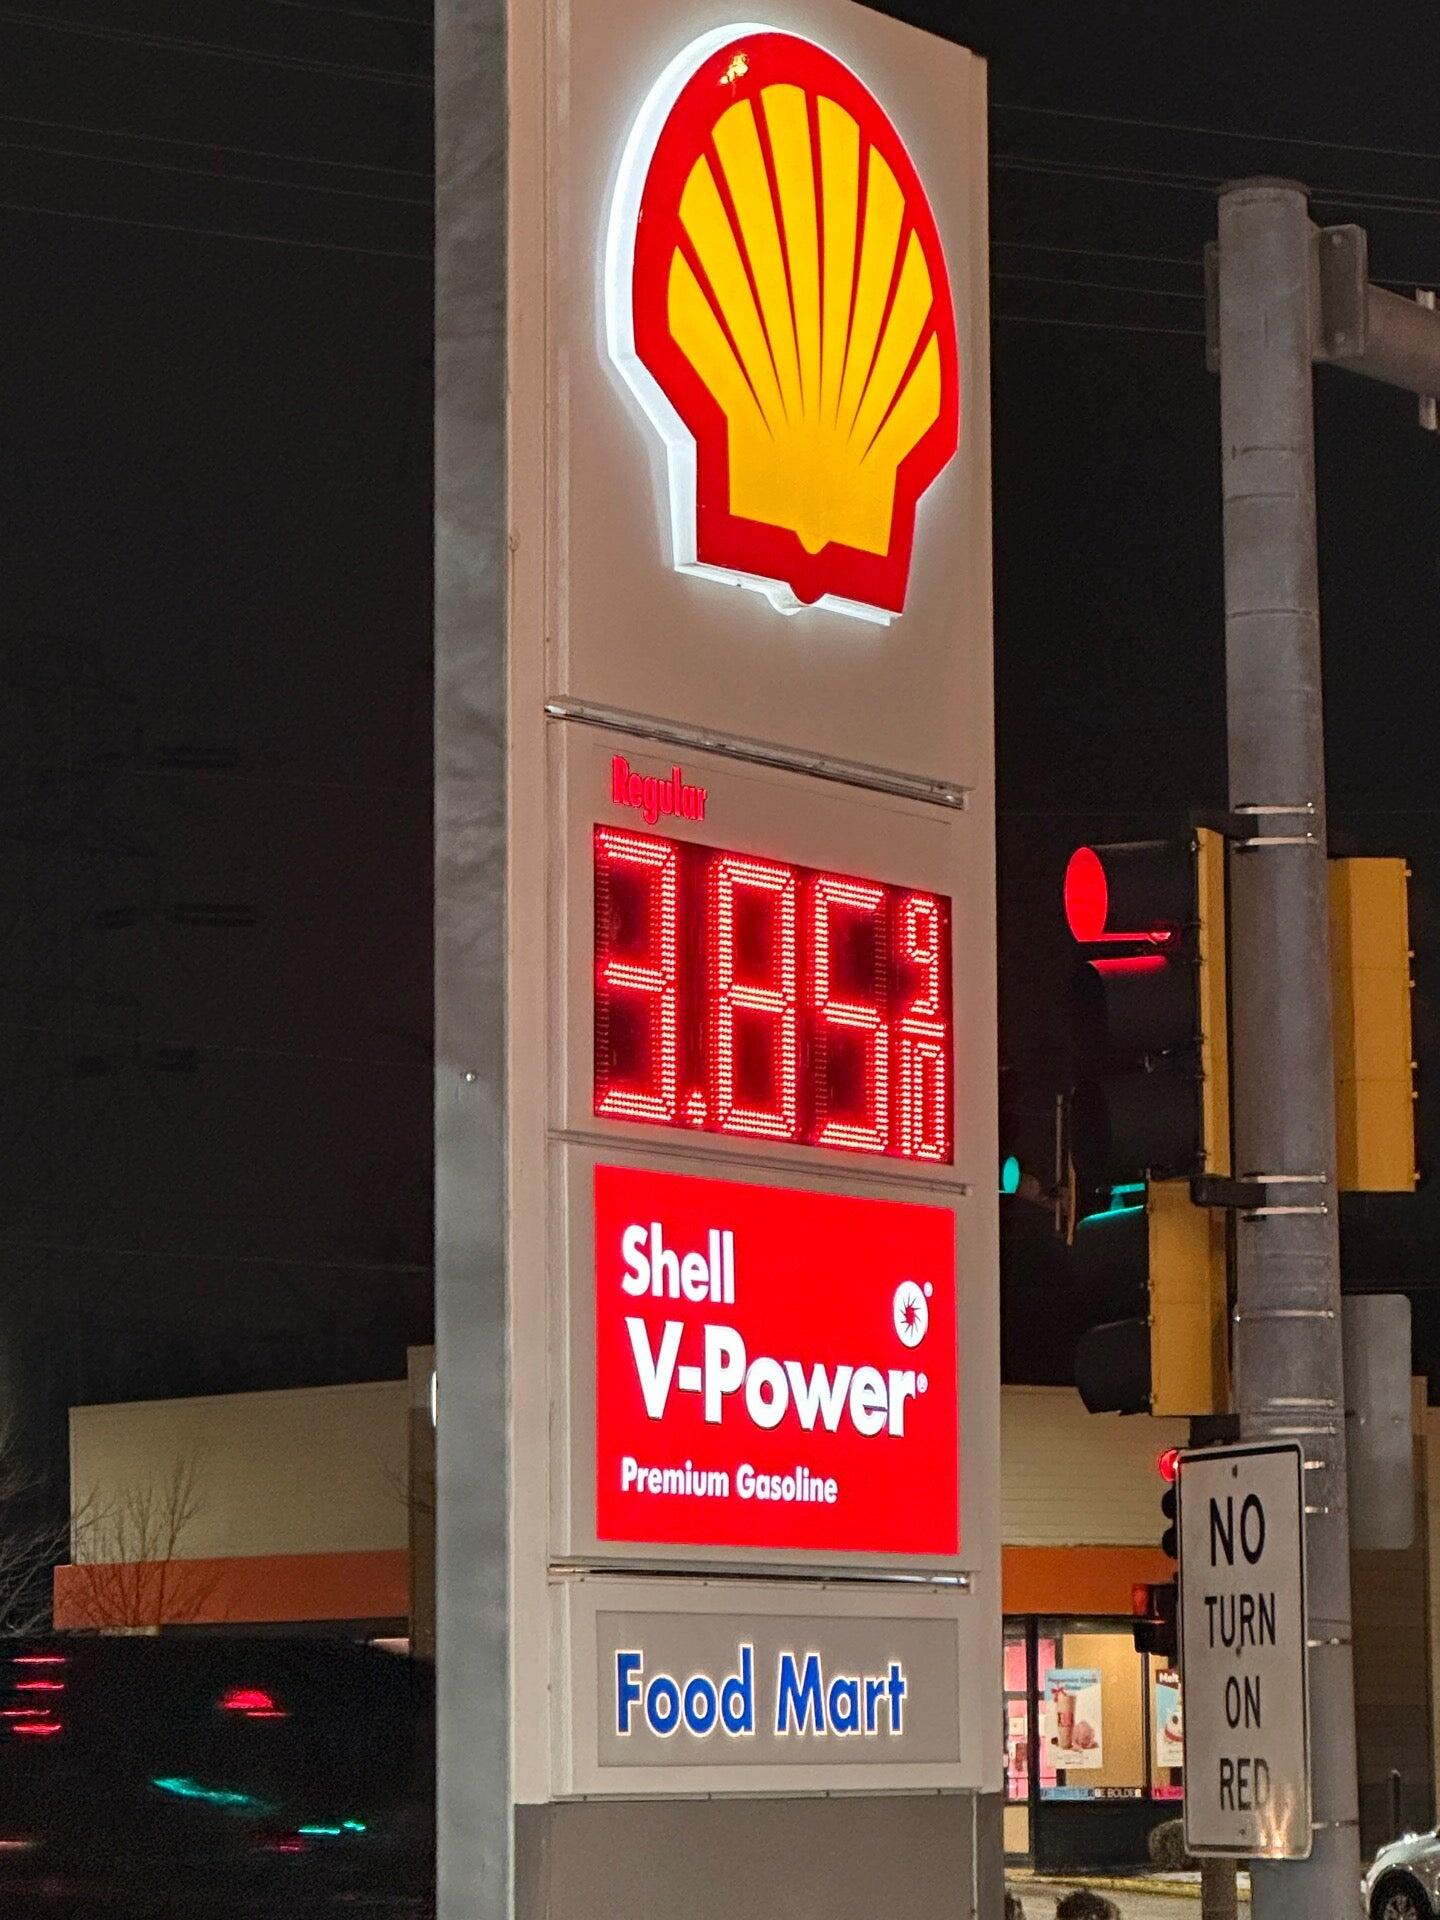 Regular
3.85 9/10
Shell
V-Power®
Premium Gasoline
Food Mart
NO
TURN
ON
RED